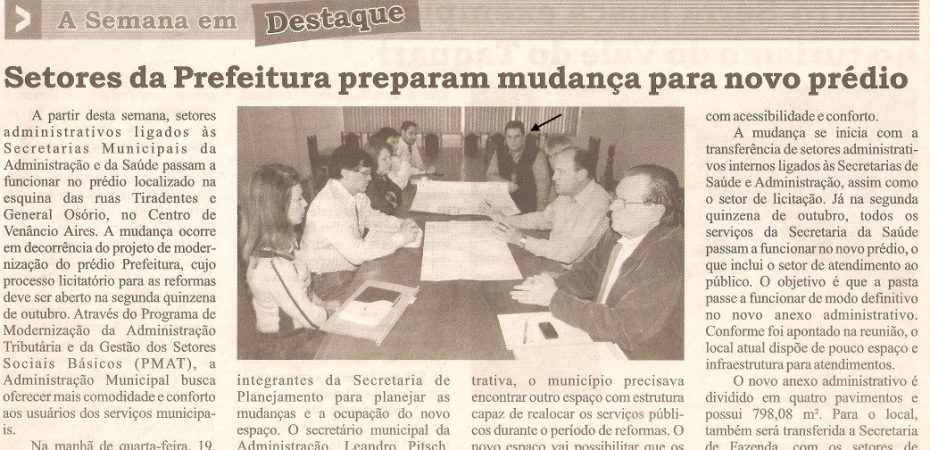 A Semana em Destaque
Setores da Prefeitura preparam mudança para novo prédio
A partir desta semana, setores
administrativos ligados às
Secretarias Municipais da
Administração e da Saúde passam a
funcionar no prédio localizado na
esquina das ruas Tiradentes e
General Osório, no Centro de
Venâncio Aires. A mudança ocorre
em decorrência do projeto de moder-
nização do prédio Prefeitura, cujo
processo licitatório para as reformas
deve ser aberto na segunda quinzena
de outubro. Através do Programa de
Modernização da Administração
Tributária e da Gestão dos Setores
Sociais Básicos (PMAT), a
Administração Municipal busca
oferecer mais comodidade e conforto
aos usuários dos serviços municipa-
is.
Na manhã de quarta-feira, 19,
integrantes da Secretaria de
Planejamento para planejar as
mudanças e a ocupação do novo
espaço. O secretário municipal da
Administração, Leandro Pitsch,
trativa, o município precisava
encontrar outro espaço com estrutura
capaz de realocar os serviços públi-
cos durante o período de reformas. O
novo espaço vai possibilitar que os
com acessibilidade e conforto.
A mudança se inicia com a
transferência de setores administrati-
vos internos ligados às Secretarias de
Saúde e Administração, assim como
o setor de licitação. Já na segunda
quinzena de outubro, todos os
serviços da Secretaria da Saúde
passam a funcionar no novo prédio, o
que inclui o setor de atendimento ao
público. O objetivo é que a pasta
passe a funcionar de modo definitivo
no novo anexo administrativo.
Conforme foi apontado na reunião, o
local atual dispõe de pouco espaço e
infraestrutura para atendimentos.
O novo anexo administrativo é
dividido em quatro pavimentos e
possui 798,08 m². Para o local,
também será transferida a Secretaria
de Fazenda, com os setores de